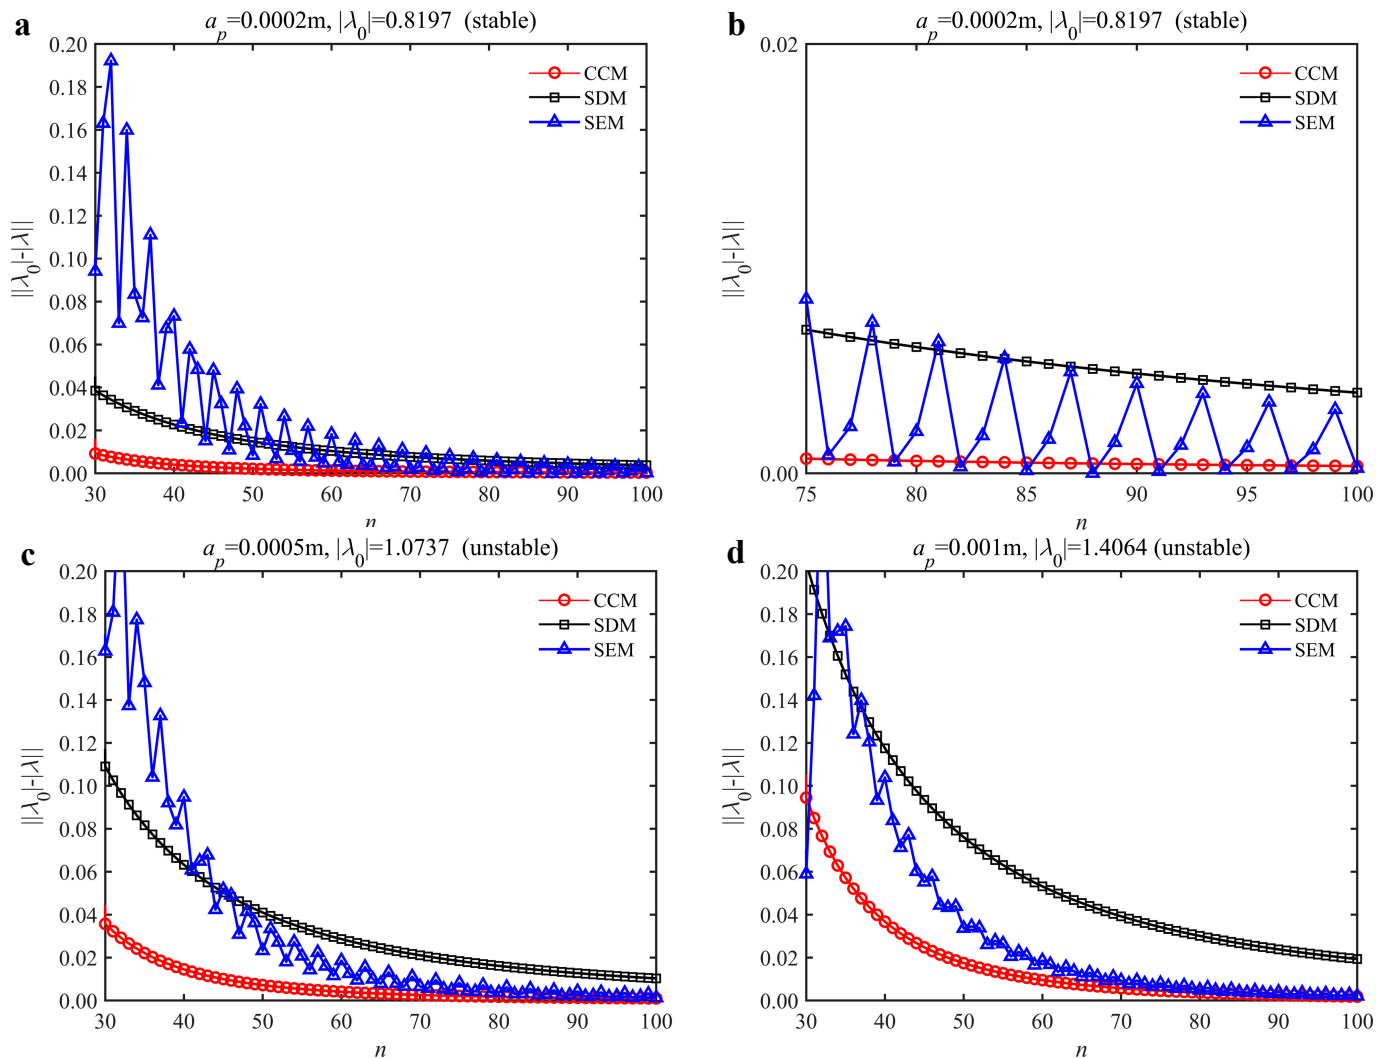 a
a_p=0.0002m, |λ_0|=0.8197 (stable)
0.20
0.18
0.16
0.14
0.12
0.10
0.08
0.06
0.04
0.02
0.00
||λ_0|-|λ||
CCM
SDM
SEM
30 40 50 60 70 80 90 100
n
b
a_p=0.0002m, |λ_0|=0.8197 (stable)
0.02
0.00
||λ_0|-|λ||
CCM
SDM
SEM
75 80 85 90 95 100
n
c
a_p=0.0005m, |λ_0|=1.0737 (unstable)
0.20
0.18
0.16
0.14
0.12
0.10
0.08
0.06
0.04
0.02
0.00
||λ_0|-|λ||
CCM
SDM
SEM
30 40 50 60 70 80 90 100
n
d
a_p=0.001m, |λ_0|=1.4064 (unstable)
0.20
0.18
0.16
0.14
0.12
0.10
0.08
0.06
0.04
0.02
0.00
||λ_0|-|λ||
CCM
SDM
SEM
30 40 50 60 70 80 90 100
n